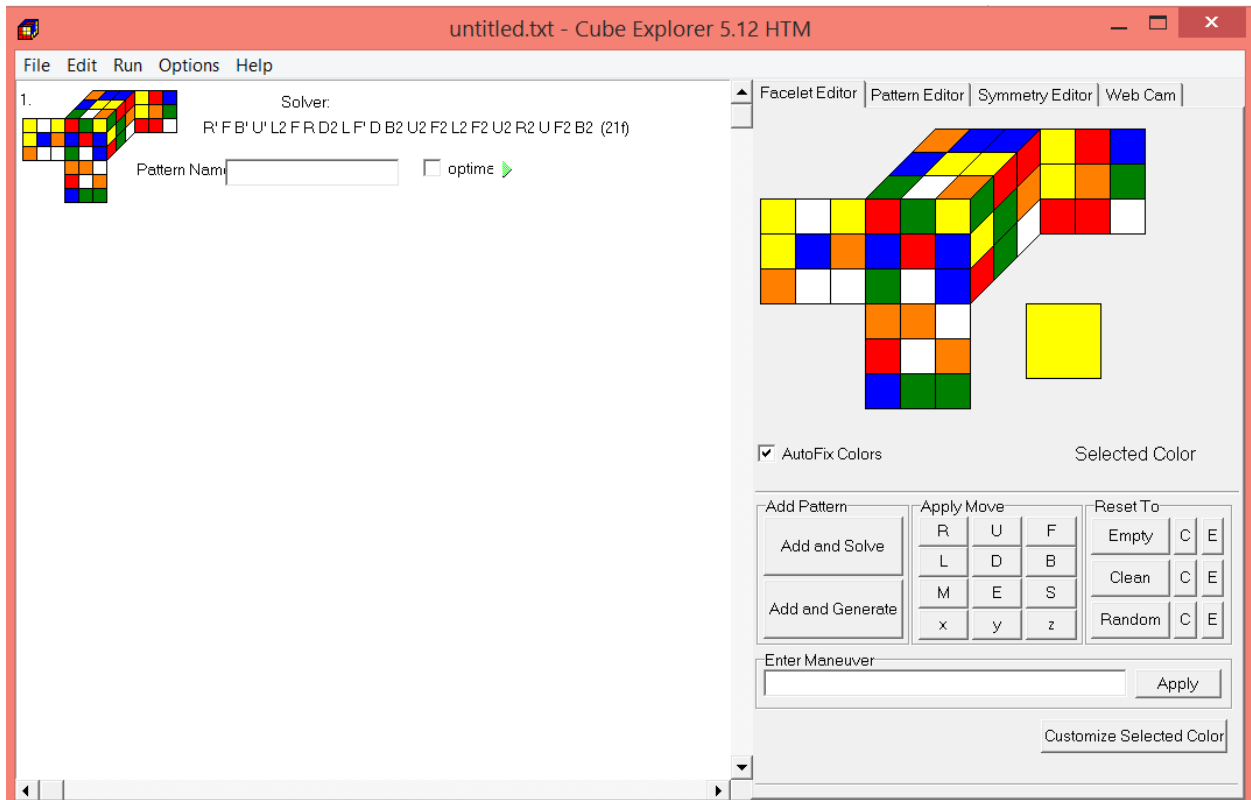 untitled.txt - Cube Explorer 5.12 HTM
File Edit Run Options Help
1.
Solver:
R' F B' U' L2 F R D2 L F' D B2 U2 F2 L2 F2 U2 R2 U F2 B2 (21f)
Pattern Nam
optima
Facelet Editor Pattern Editor Symmetry Editor Web Cam
AutoFix Colors
Selected Color
Add Pattern
Add and Solve
Add and Generate
Apply Move
R U F
L D B
M E S
x y z
Reset To
Empty C E
Clean C E
Random C E
Enter Maneuver
Apply
Customize Selected Color